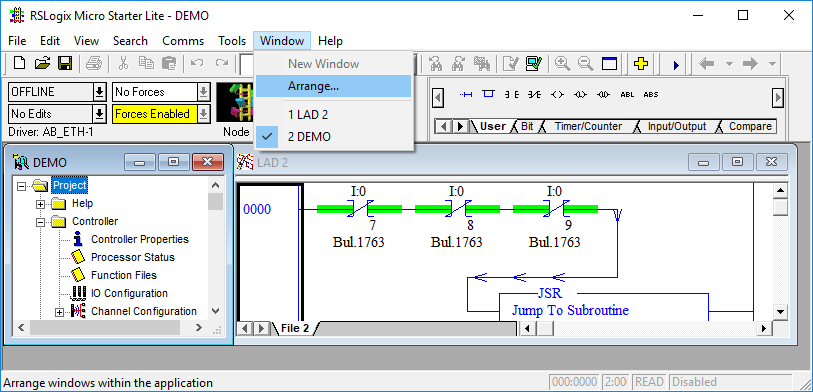 RSLogix Micro Starter Lite - DEMO
File Edit View Search Comms Tools Window Help
New Window
Arrange...
1 LAD 2
2 DEMO
OFFLINE
No Forces
No Edits
Forces Enabled
Driver: AB_ETH-1
Node
ABL ABS
User Bit Timer/Counter Input/Output Compare
DEMO
Project
Help
Controller
Controller Properties
Processor Status
Function Files
IO Configuration
Channel Configuration
LAD 2
0000
I:0 I:0 I:0
7 8 9
Bul.1763 Bul.1763 Bul.1763
JSR
Jump To Subroutine
File 2
Arrange windows within the application
000:0000 2:00 READ Disabled